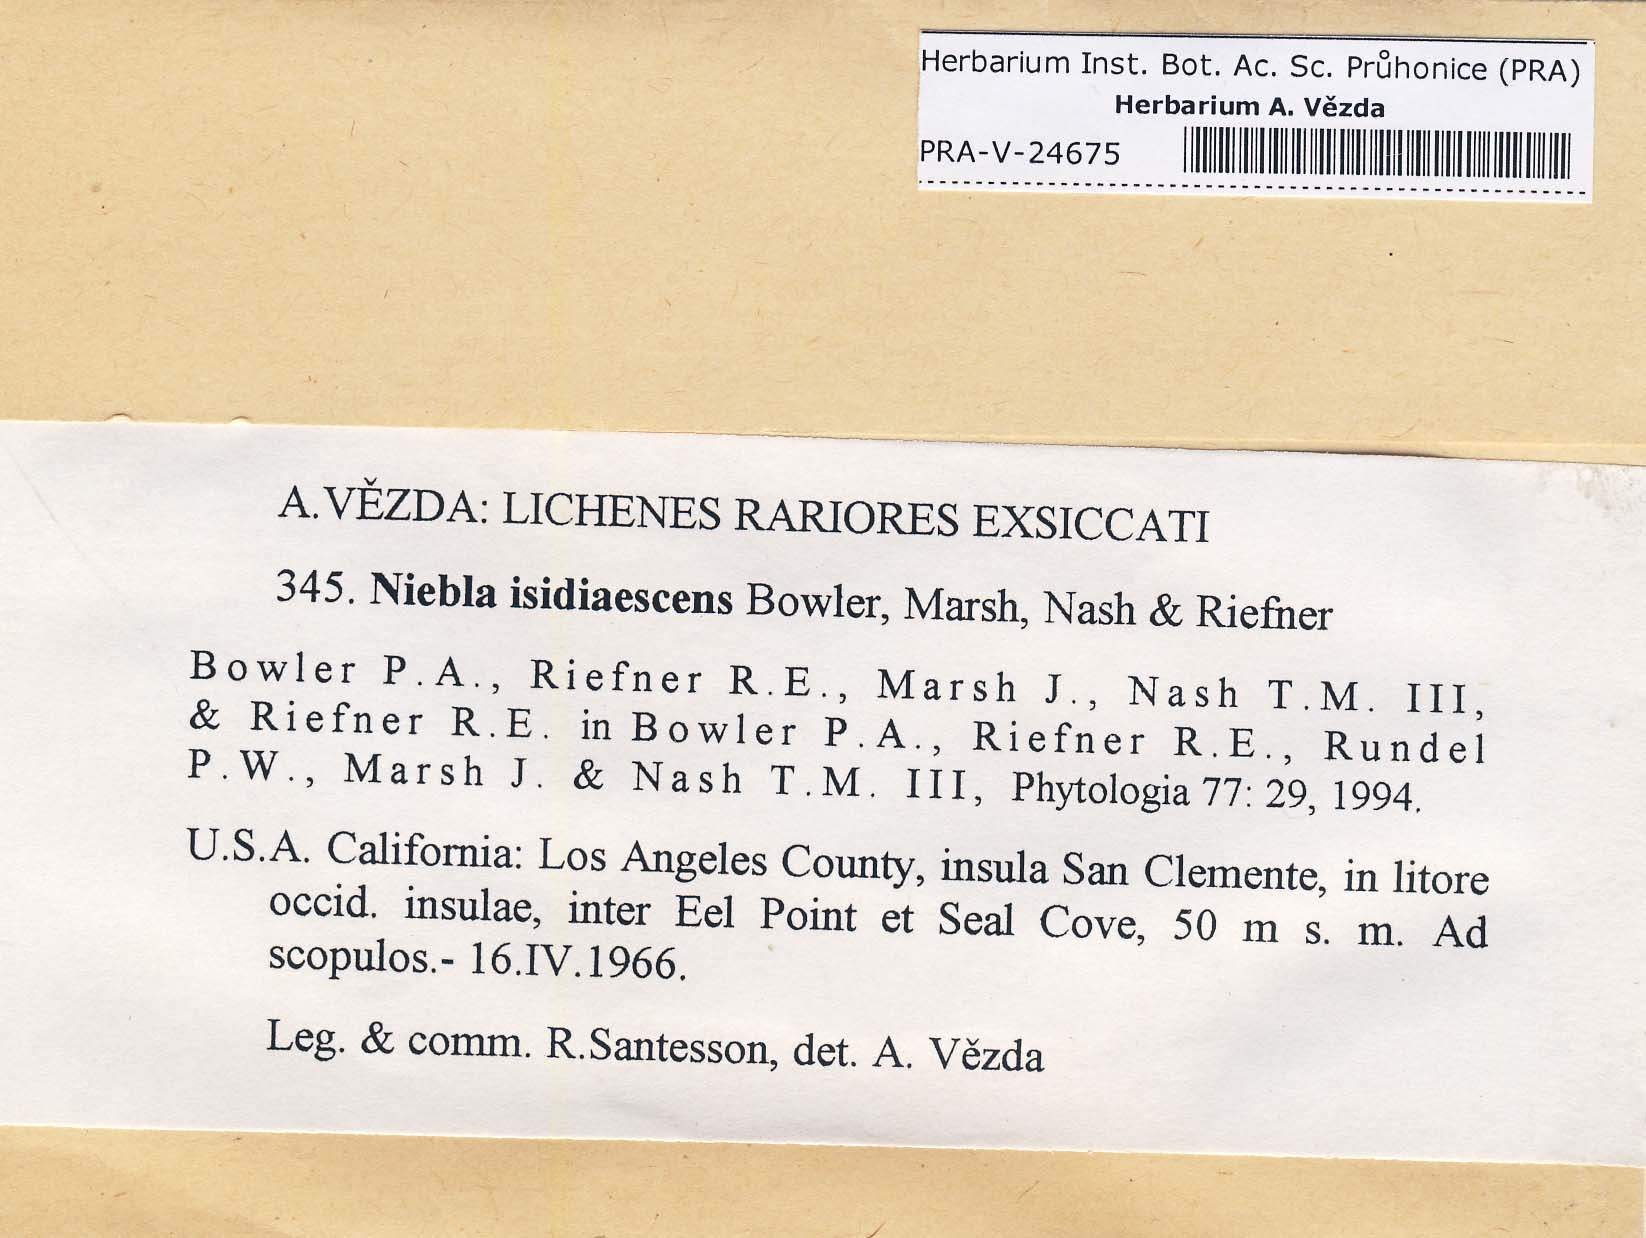 Herbarium Inst. Bot. Ac. Sc. Průhonice (PRA)
Herbarium A. Vězda
PRA-V-24675
A.VĚZDA: LICHENES RARIORES EXSICCATI
345. Niebla isidiaescens Bowler, Marsh, Nash & Riefner
Bowler P.A., Riefner R.E., Marsh J., Nash T.M. III,
& Riefner R.E. in Bowler P.A., Riefner R.E., Rundel
P.W., Marsh J. & Nash T.M. III, Phytologia 77: 29, 1994.
U.S.A. California: Los Angeles County, insula San Clemente, in litore
occid. insulae, inter Eel Point et Seal Cove, 50 m s. m. Ad
scopulos.- 16.IV.1966.
Leg. & comm. R.Santesson, det. A. Vězda